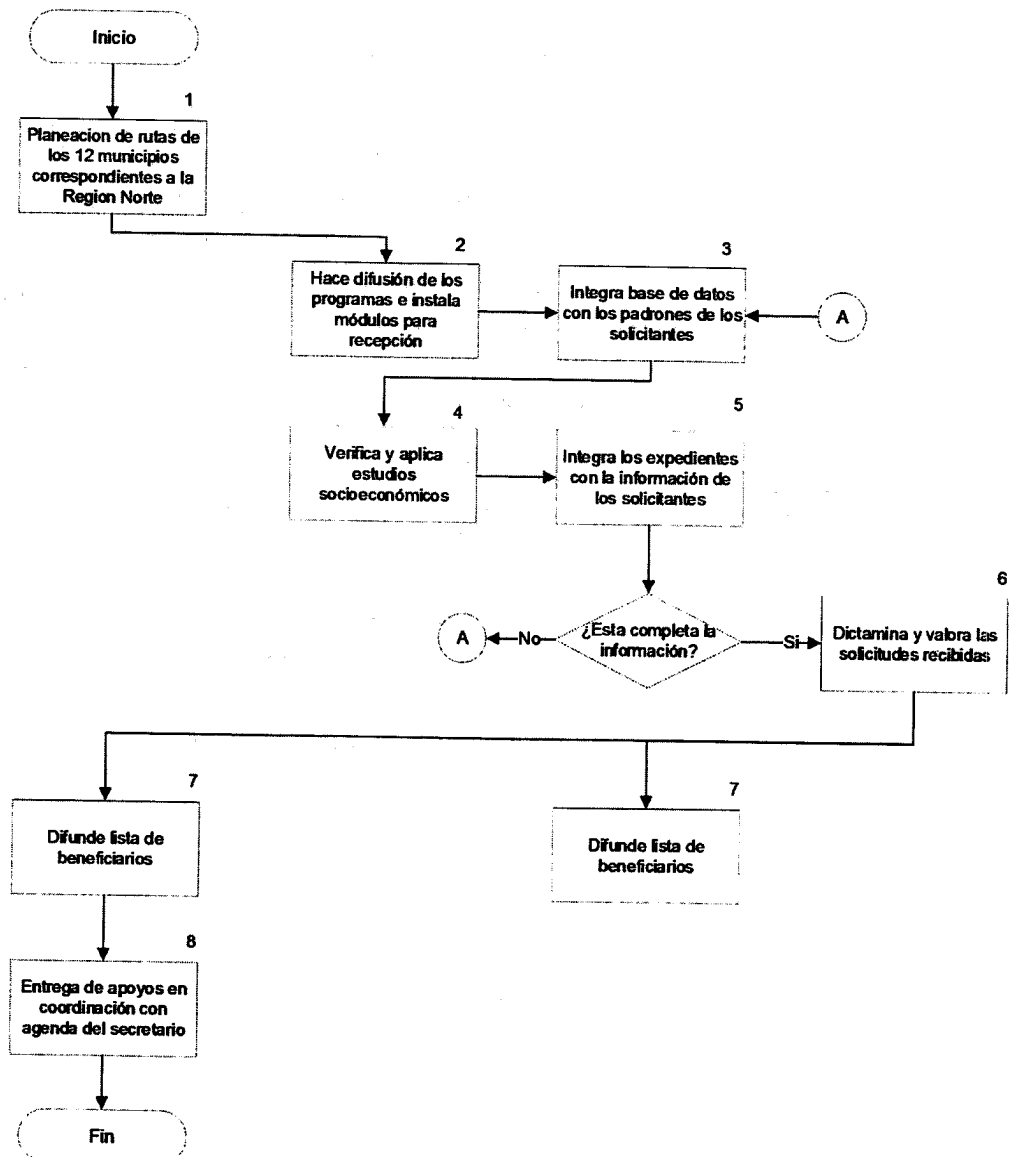 Inicio
1
Planeacion de rutas de
los 12 municipios
correspondientes a la
Region Norte
2
Hace difusión de los
programas e instala
módulos para
recepción
3
Integra base de datos
con los padrones de los
solicitantes
A
4
Verifica y aplica
estudios
socioeconómicos
5
Integra los expedientes
con la información de
los solicitantes
A
No
¿Esta completa la
información?
Si
6
Dictamina y valora las
solicitudes recibidas
7
Difunde lista de
beneficiarios
7
Difunde lista de
beneficiarios
8
Entrega de apoyos en
coordinación con
agenda del secretario
Fin